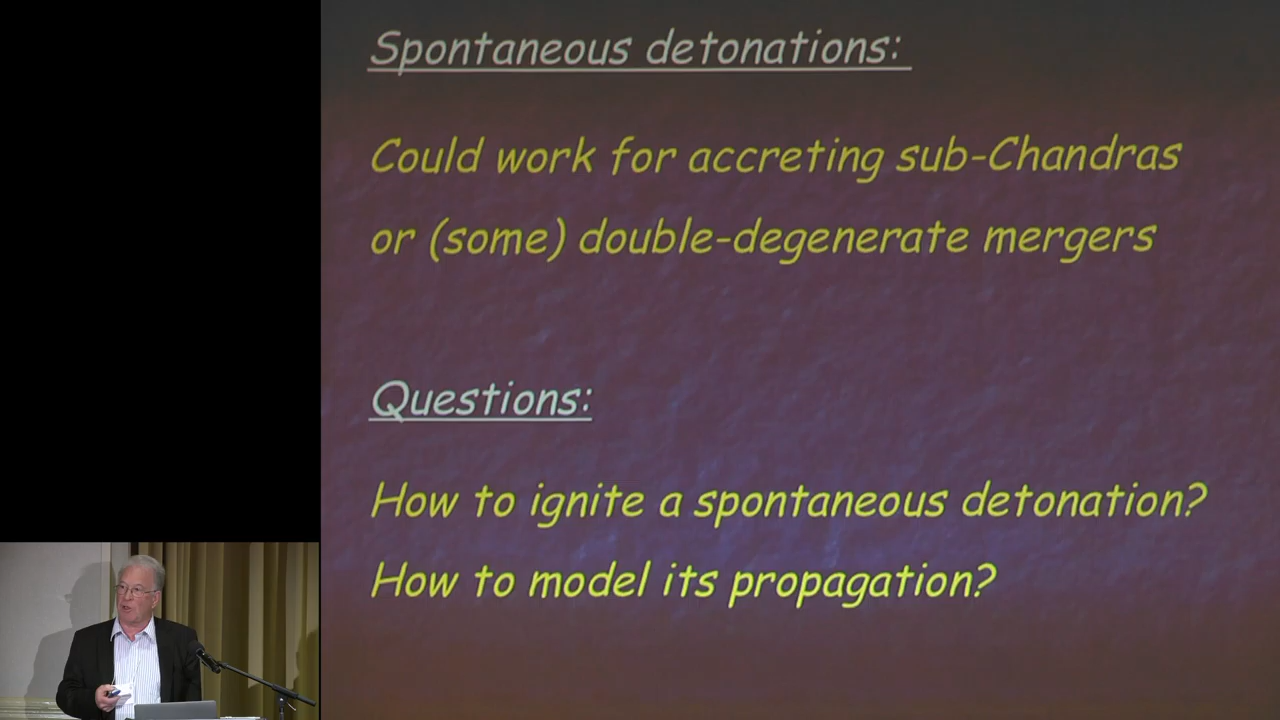 Spontaneous detonations:
Could work for accreting sub-Chandras
or (some) double-degenerate mergers
Questions:
How to ignite a spontaneous detonation?
How to model its propagation?